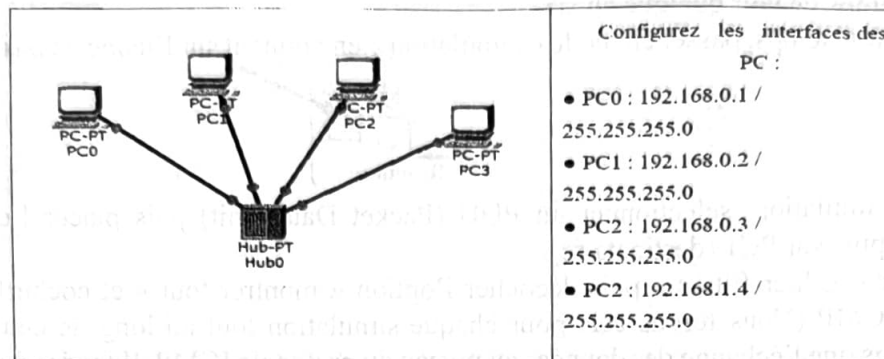 PC-PT
PC0
PC-PT
PC1
C-PT
PC2
PC-PT
PC3
Hub-PT
Hub0
Configurez les interfaces des
PC :
• PC0 : 192.168.0.1 /
255.255.255.0
• PC1 : 192.168.0.2 /
255.255.255.0
• PC2 : 192.168.0.3 /
255.255.255.0
• PC2 : 192.168.1.4 /
255.255.255.0